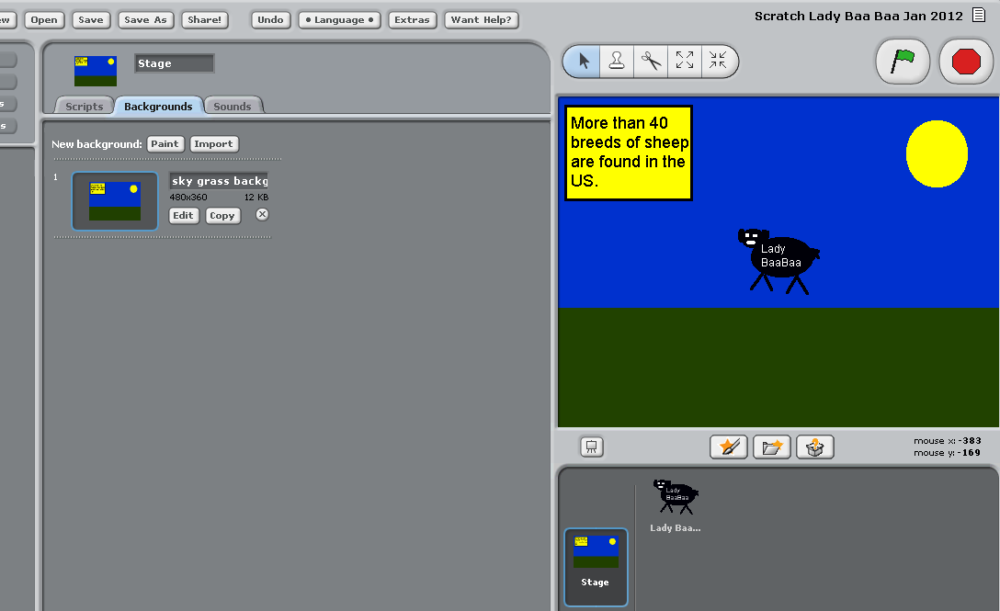 Open Save Save As Share! Undo • Language • Extras Want Help?
Scratch Lady Baa Baa Jan 2012
Stage
Scripts Backgrounds Sounds
New background: Paint Import
1
sky grass backg
480x360 12 KB
Edit Copy
More than 40
breeds of sheep
are found in the
US.
Lady
BaaBaa
mouse x: -383
mouse y: -169
Lady
BaaBaa
Lady Baa...
Stage